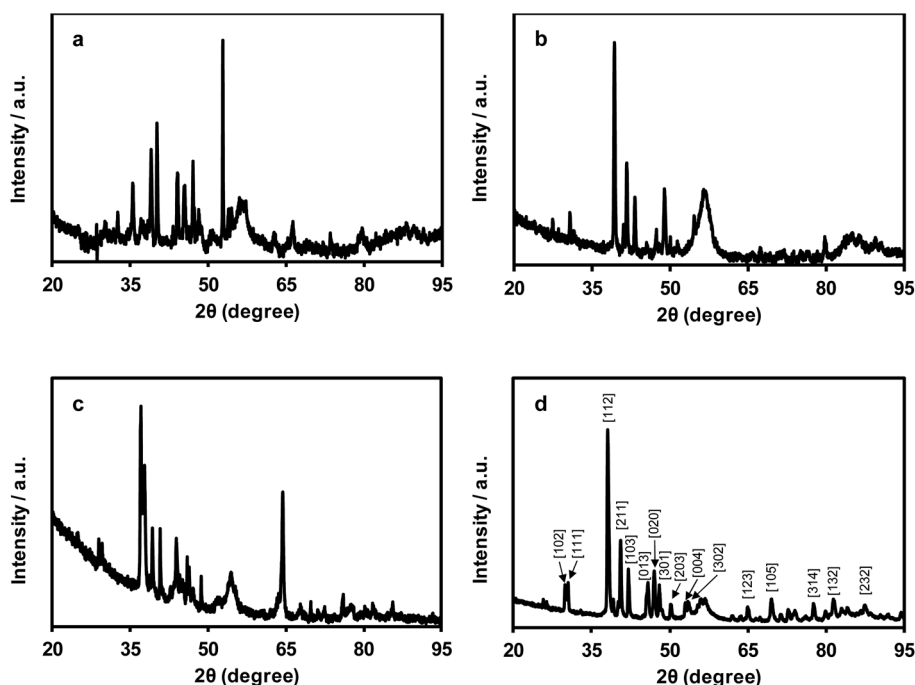 a
Intensity / a.u.
20 35 50 65 80 95
2θ (degree)
b
Intensity / a.u.
20 35 50 65 80 95
2θ (degree)
c
Intensity / a.u.
20 35 50 65 80 95
2θ (degree)
d
Intensity / a.u.
[102]
[111]
[112]
[211]
[103]
[013]
[020]
[301]
[203]
[004]
[302]
[123]
[105]
[314]
[132]
[232]
20 35 50 65 80 95
2θ (degree)